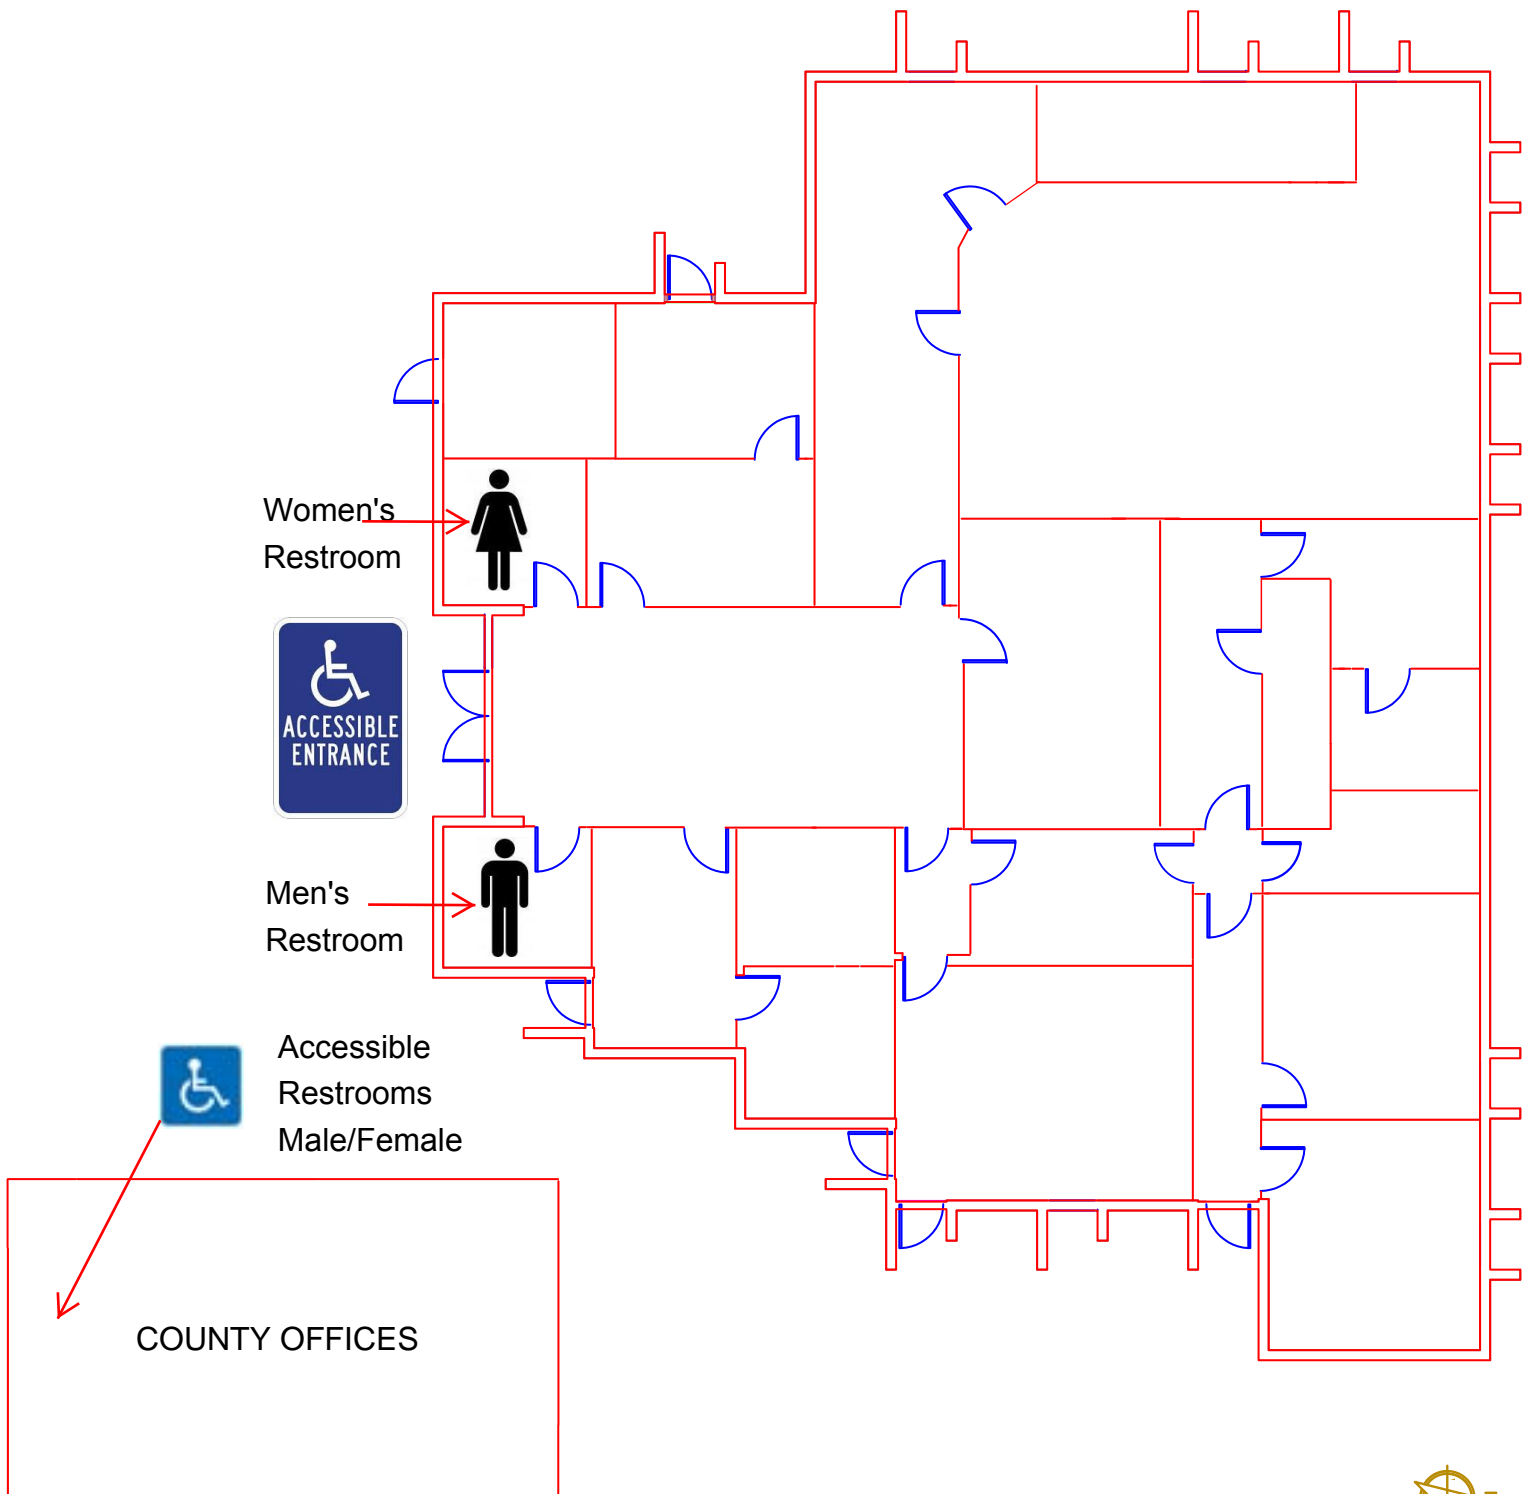 Women's
Restroom
ACCESSIBLE
ENTRANCE
Men's
Restroom
Accessible
Restrooms
Male/Female
COUNTY OFFICES